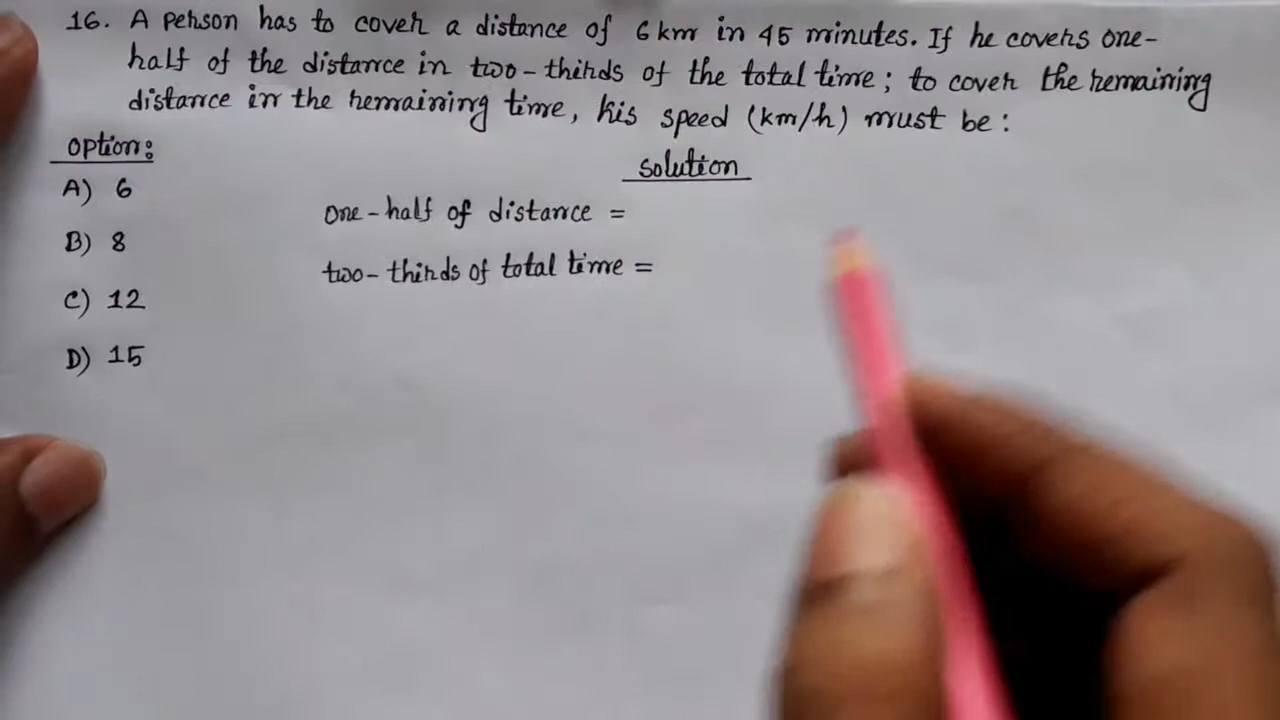 16. A person has to cover a distance of 6 km in 45 minutes. If he covers one-
half of the distance in two-thirds of the total time; to cover the remaining
distance in the remaining time, his speed (km/h) must be:
option:
A) 6
B) 8
C) 12
D) 15
solution
one-half of distance =
two-thirds of total time =